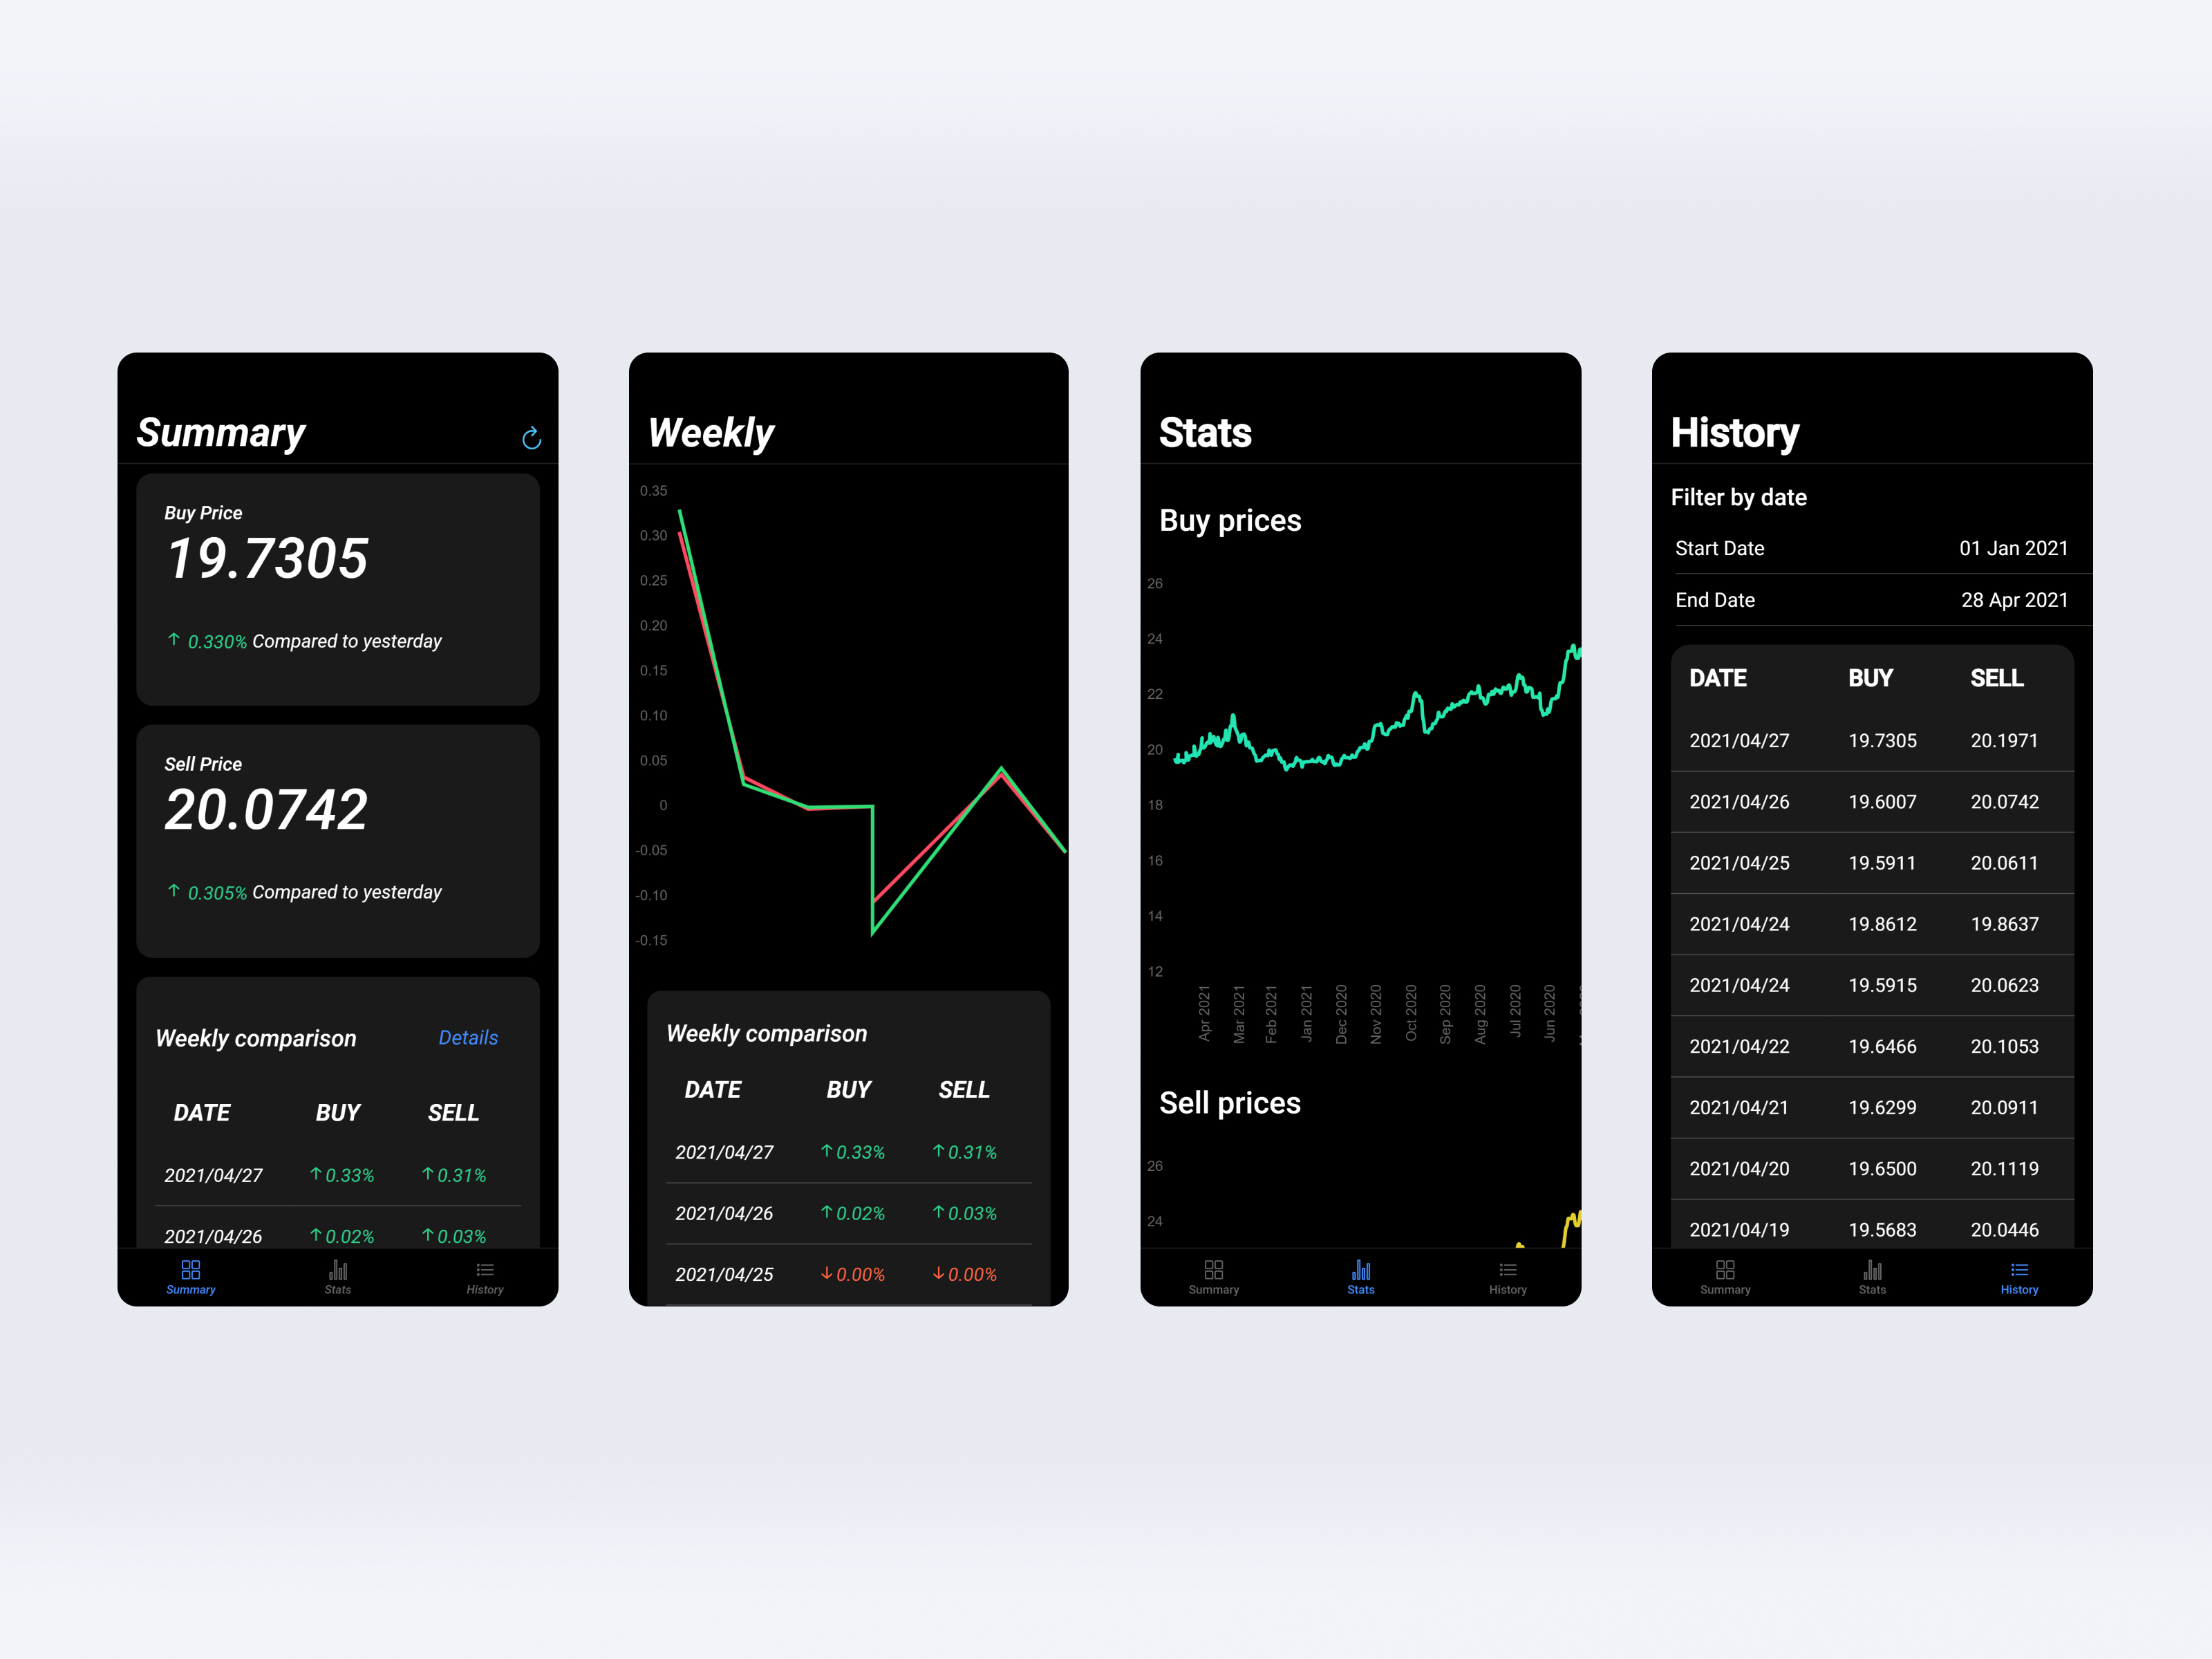 Summary
Buy Price
19.7305
↑ 0.330% Compared to yesterday
Sell Price
20.0742
↑ 0.305% Compared to yesterday
Weekly comparison Details
DATE BUY SELL
2021/04/27 ↑0.33% ↑0.31%
2021/04/26 ↑0.02% ↑0.03%
Summary Stats History
Weekly
0.35
0.30
0.25
0.20
0.15
0.10
0.05
0
-0.05
-0.10
-0.15
Weekly comparison
DATE BUY SELL
2021/04/27 ↑0.33% ↑0.31%
2021/04/26 ↑0.02% ↑0.03%
2021/04/25 ↓0.00% ↓0.00%
Stats
Buy prices
26
24
22
20
18
16
14
12
Apr 2021 Mar 2021 Feb 2021 Jan 2021 Dec 2020 Nov 2020 Oct 2020 Sep 2020 Aug 2020 Jul 2020 Jun 2020
Sell prices
26
24
Summary Stats History
History
Filter by date
Start Date 01 Jan 2021
End Date 28 Apr 2021
DATE BUY SELL
2021/04/27 19.7305 20.1971
2021/04/26 19.6007 20.0742
2021/04/25 19.5911 20.0611
2021/04/24 19.8612 19.8637
2021/04/24 19.5915 20.0623
2021/04/22 19.6466 20.1053
2021/04/21 19.6299 20.0911
2021/04/20 19.6500 20.1119
2021/04/19 19.5683 20.0446
Summary Stats History